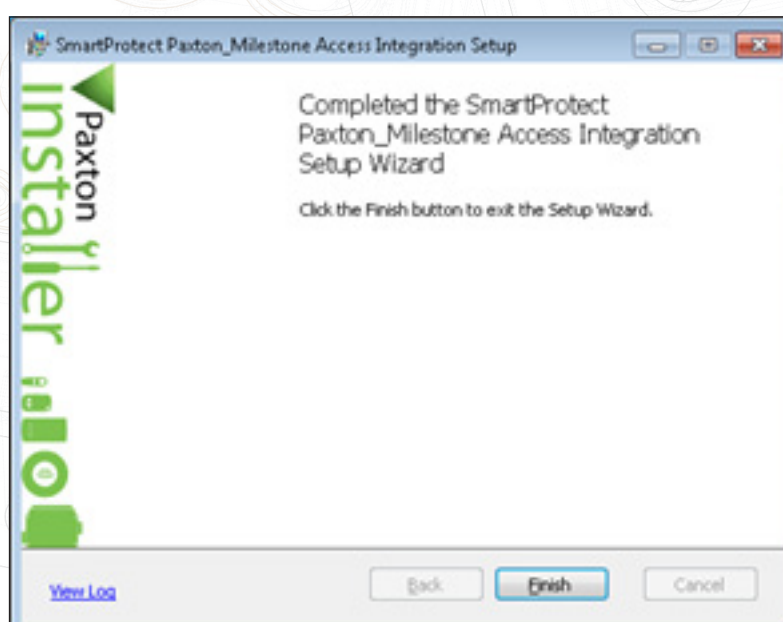 SmartProtect Paxton_Milestone Access Integration Setup
Paxton
Installer
Completed the SmartProtect
Paxton_Milestone Access Integration
Setup Wizard
Click the Finish button to exit the Setup Wizard.
View Log
Back
Finish
Cancel